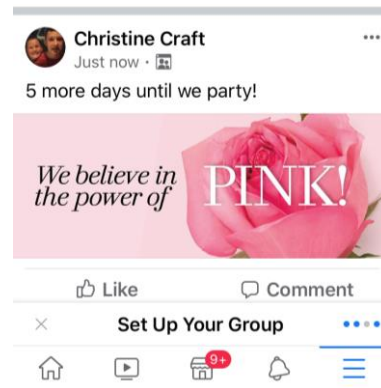 Christine Craft
Just now ·
5 more days until we party!
We believe in
the power of PINK!
Like Comment
Set Up Your Group
9+